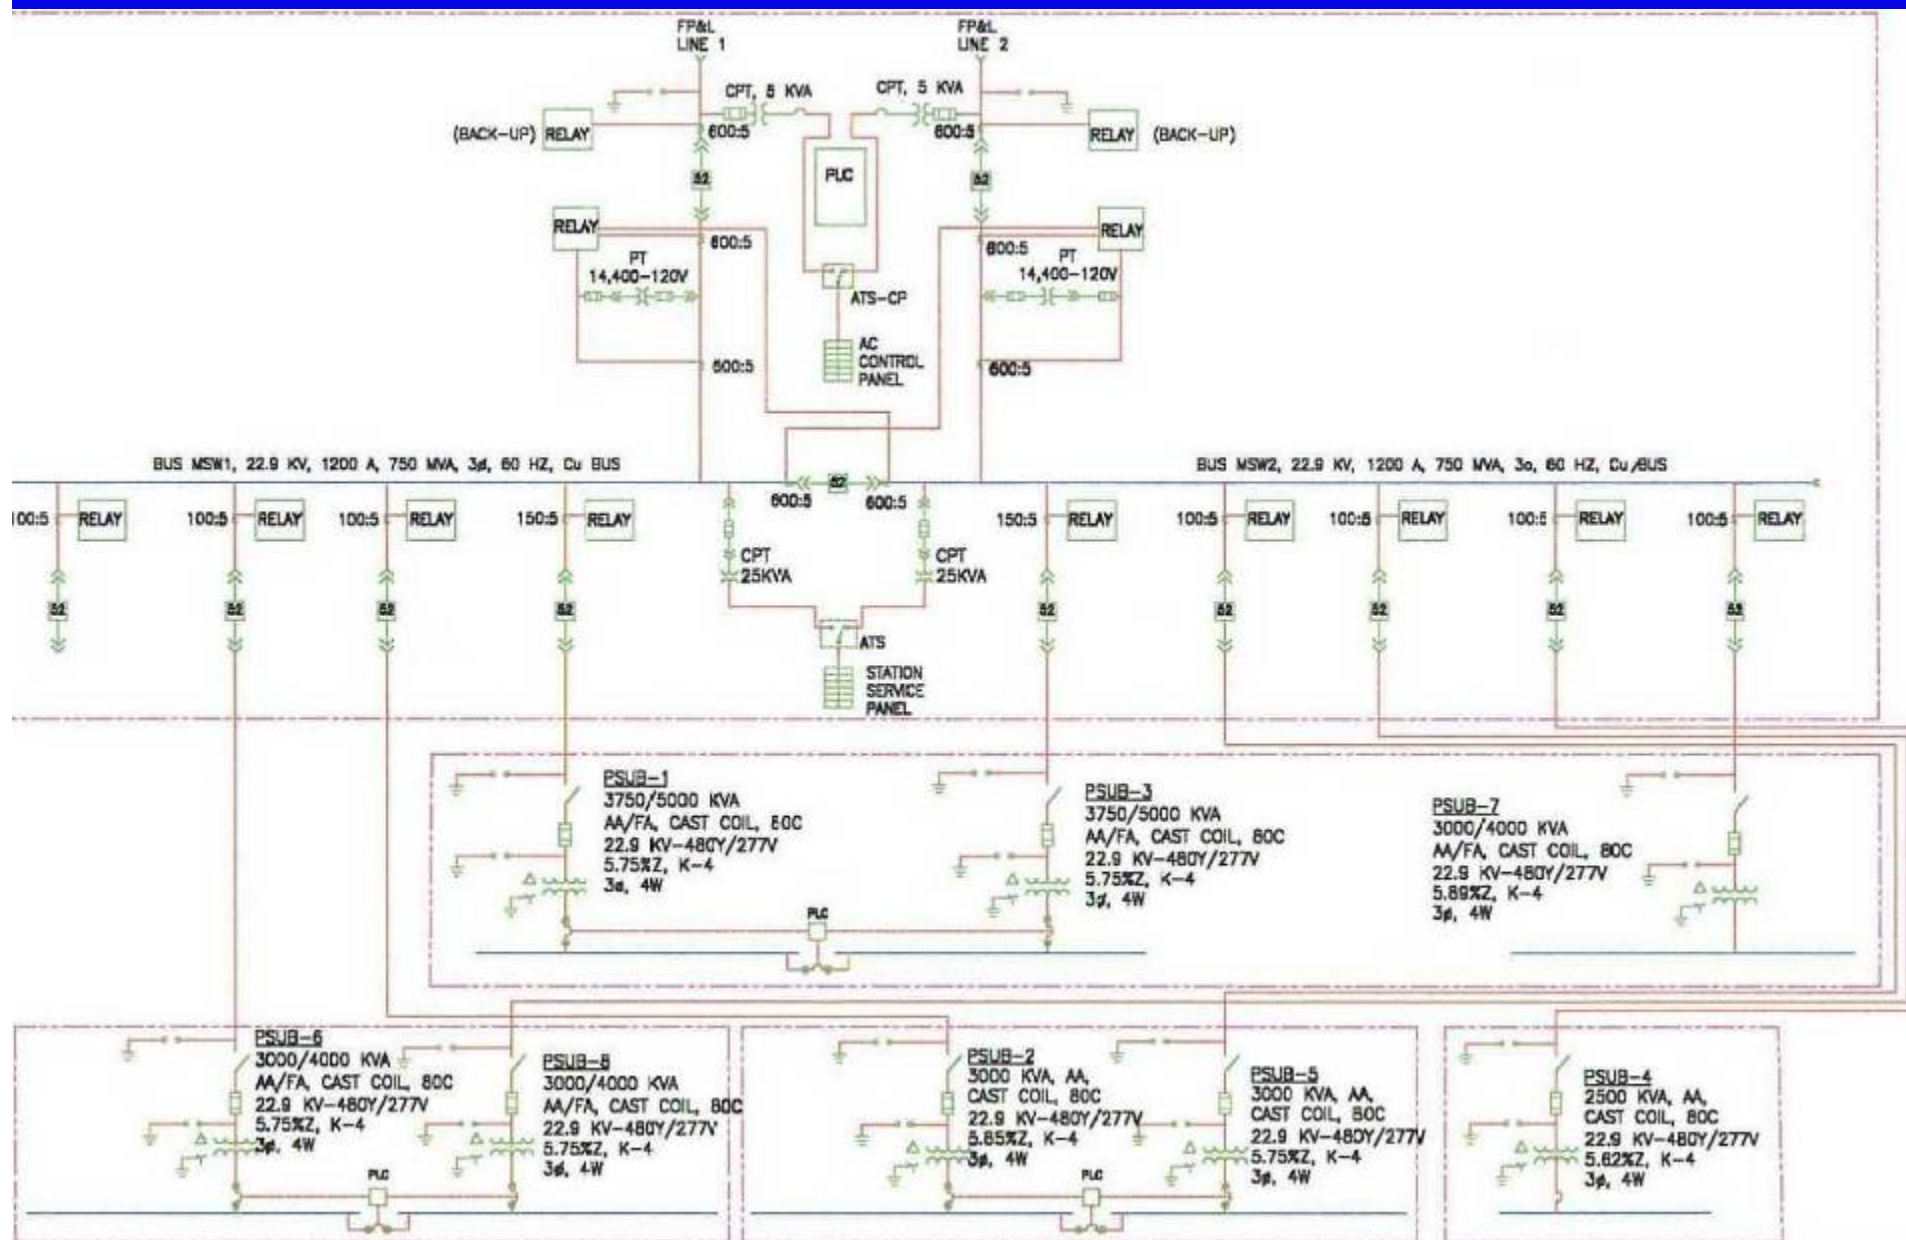 FP&L
LINE 1
FP&L
LINE 2
CPT, 5 KVA
CPT, 5 KVA
(BACK-UP)
RELAY
600:5
600:5
RELAY
(BACK-UP)
52
PLC
52
RELAY
600:5
600:5
RELAY
PT
14,400-120V
PT
14,400-120V
ATS-CP
AC
CONTROL
PANEL
600:5
600:5
BUS MSW1, 22.9 KV, 1200 A, 750 MVA, 3ø, 60 HZ, Cu BUS
BUS MSW2, 22.9 KV, 1200 A, 750 MVA, 3o, 60 HZ, Cu/BUS
600:5
52
600:5
100:5
RELAY
100:5
RELAY
100:5
RELAY
150:5
RELAY
150:5
RELAY
100:5
RELAY
100:5
RELAY
100:5
RELAY
100:5
RELAY
CPT
25KVA
CPT
25KVA
52
52
52
52
52
52
52
52
52
ATS
STATION
SERVICE
PANEL
PSUB-1
3750/5000 KVA
AA/FA, CAST COIL, 80C
22.9 KV-480Y/277V
5.75%Z, K-4
3ø, 4W
PSUB-3
3750/5000 KVA
AA/FA, CAST COIL, 80C
22.9 KV-480Y/277V
5.75%Z, K-4
3ø, 4W
PSUB-7
3000/4000 KVA
AA/FA, CAST COIL, 80C
22.9 KV-480Y/277V
5.89%Z, K-4
3ø, 4W
PLC
PSUB-6
3000/4000 KVA
AA/FA, CAST COIL, 80C
22.9 KV-480Y/277V
5.75%Z, K-4
3ø, 4W
PSUB-8
3000/4000 KVA
AA/FA, CAST COIL, 80C
22.9 KV-480Y/277V
5.75%Z, K-4
3ø, 4W
PLC
PSUB-2
3000 KVA, AA,
CAST COIL, 80C
22.9 KV-480Y/277V
5.85%Z, K-4
3ø, 4W
PSUB-5
3000 KVA, AA,
CAST COIL, 80C
22.9 KV-480Y/277V
5.75%Z, K-4
3ø, 4W
PLC
PSUB-4
2500 KVA, AA,
CAST COIL, 80C
22.9 KV-480Y/277V
5.62%Z, K-4
3ø, 4W